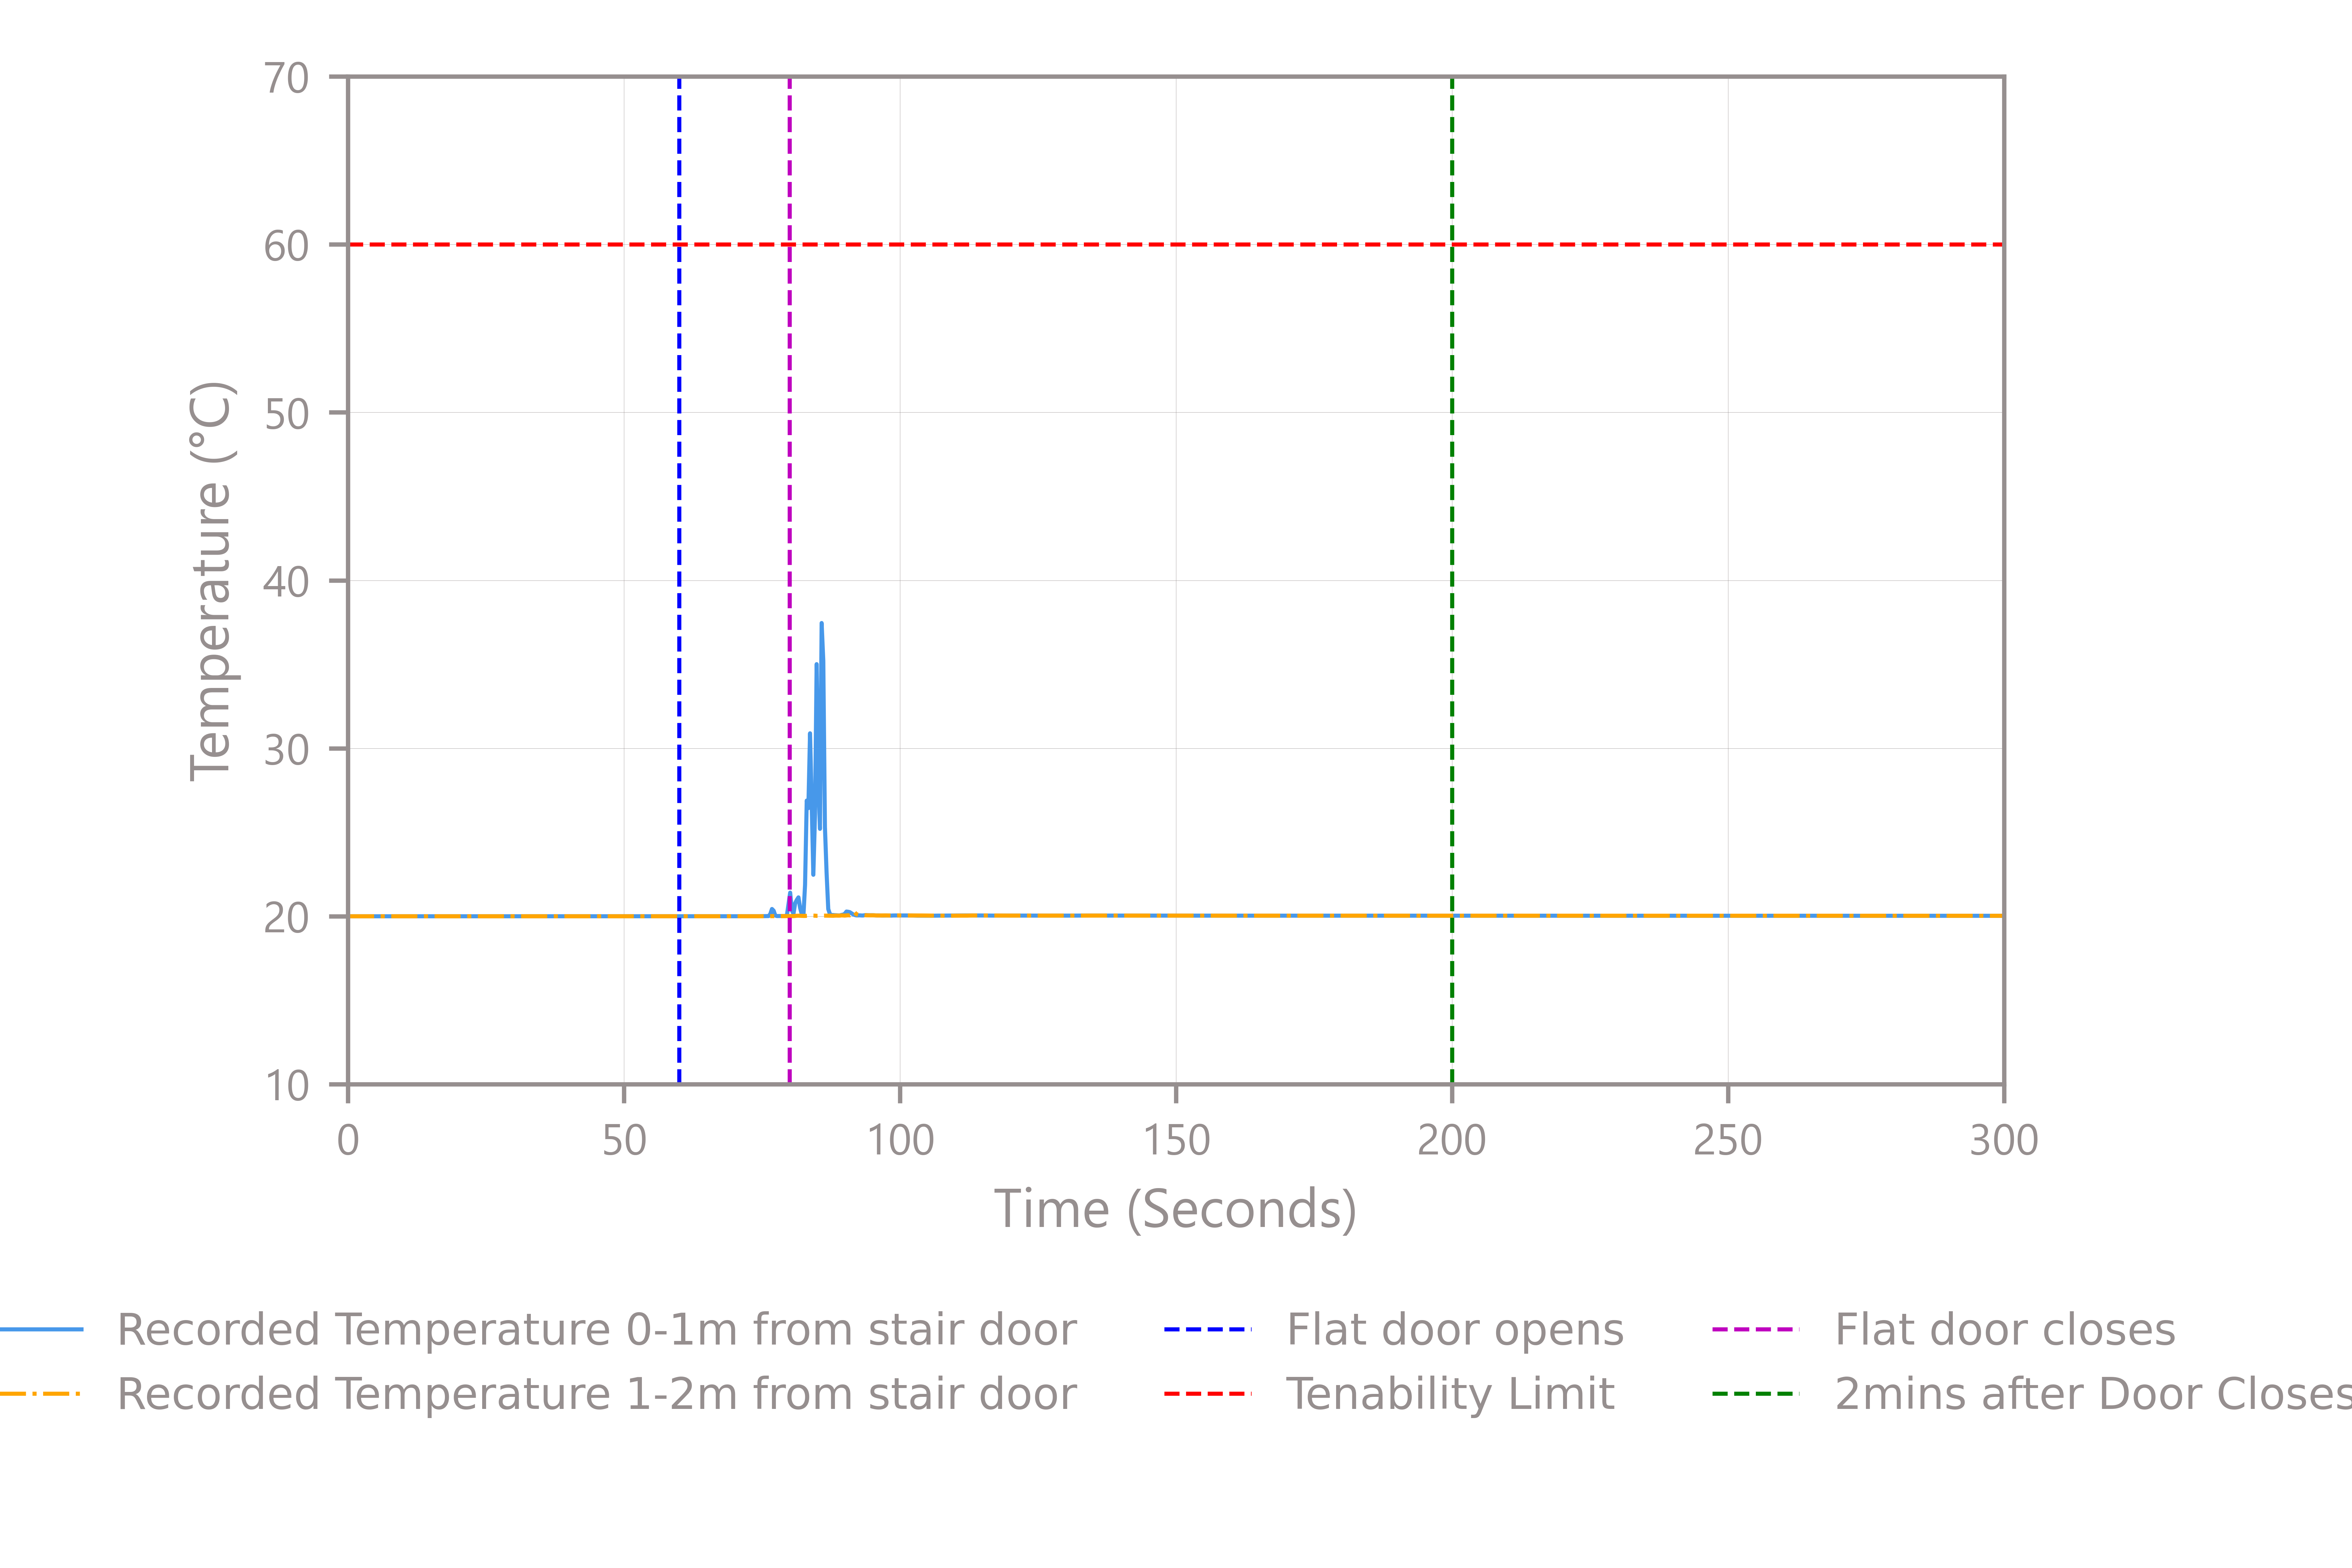 70
60
50
40
30
20
10
Temperature (°C)
0 50 100 150 200 250 300
Time (Seconds)
Recorded Temperature 0-1m from stair door Flat door opens Flat door closes
Recorded Temperature 1-2m from stair door Tenability Limit 2mins after Door Closes